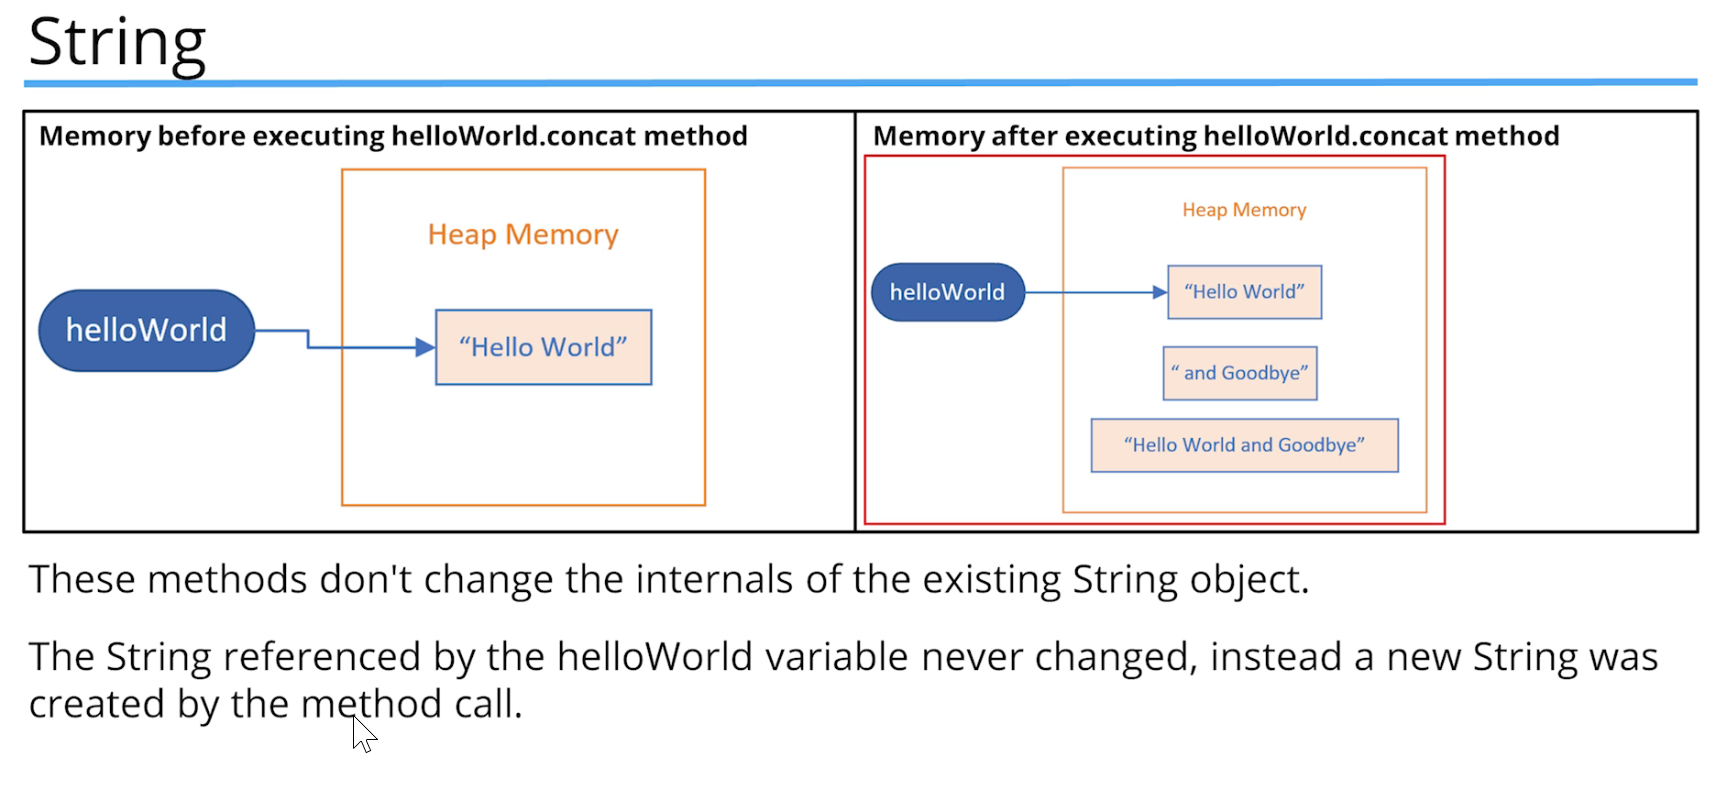 String
Memory before executing helloWorld.concat method
Heap Memory
helloWorld
“Hello World”
Memory after executing helloWorld.concat method
Heap Memory
helloWorld
“Hello World”
“ and Goodbye”
“Hello World and Goodbye”
These methods don't change the internals of the existing String object.
The String referenced by the helloWorld variable never changed, instead a new String was
created by the method call.